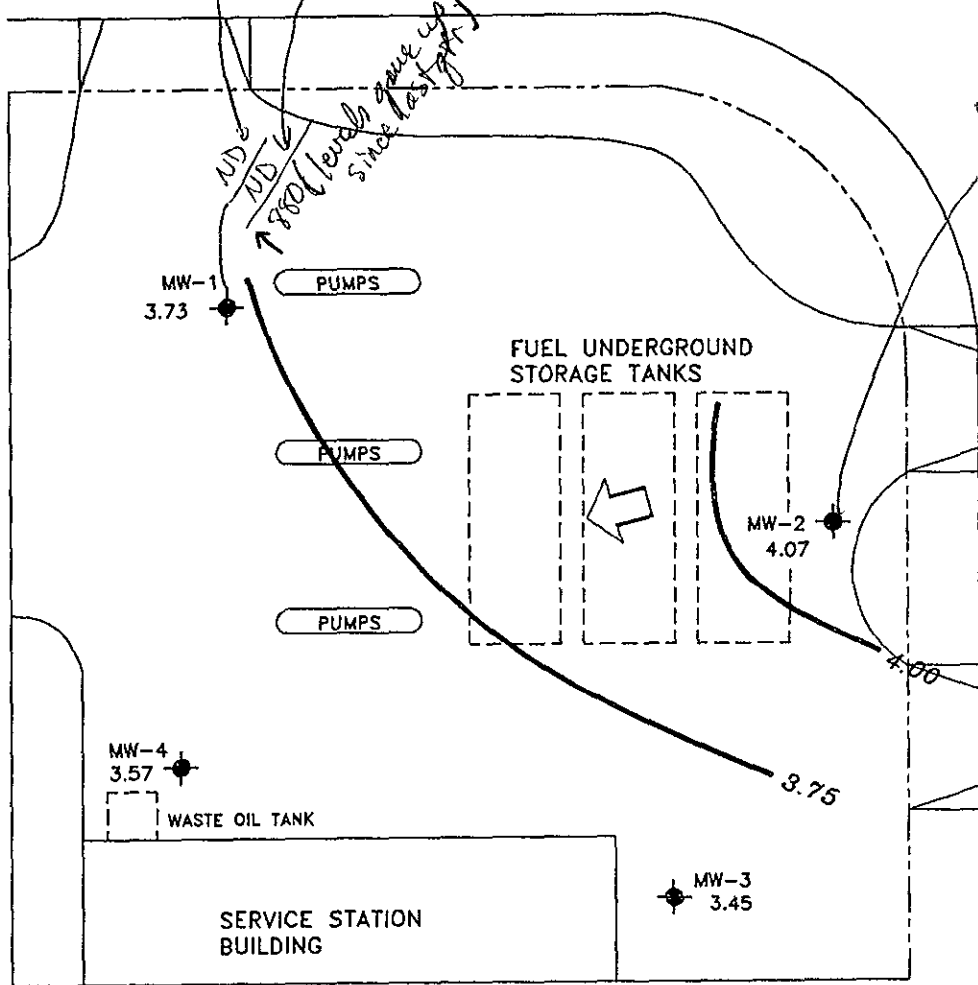 ND
ND
880 (levels gone up
since last qtr.)
MW-1
3.73
PUMPS
FUEL UNDERGROUND
STORAGE TANKS
PUMPS
MW-2
4.07
PUMPS
4.00
MW-4
3.57
3.75
WASTE OIL TANK
MW-3
3.45
SERVICE STATION
BUILDING